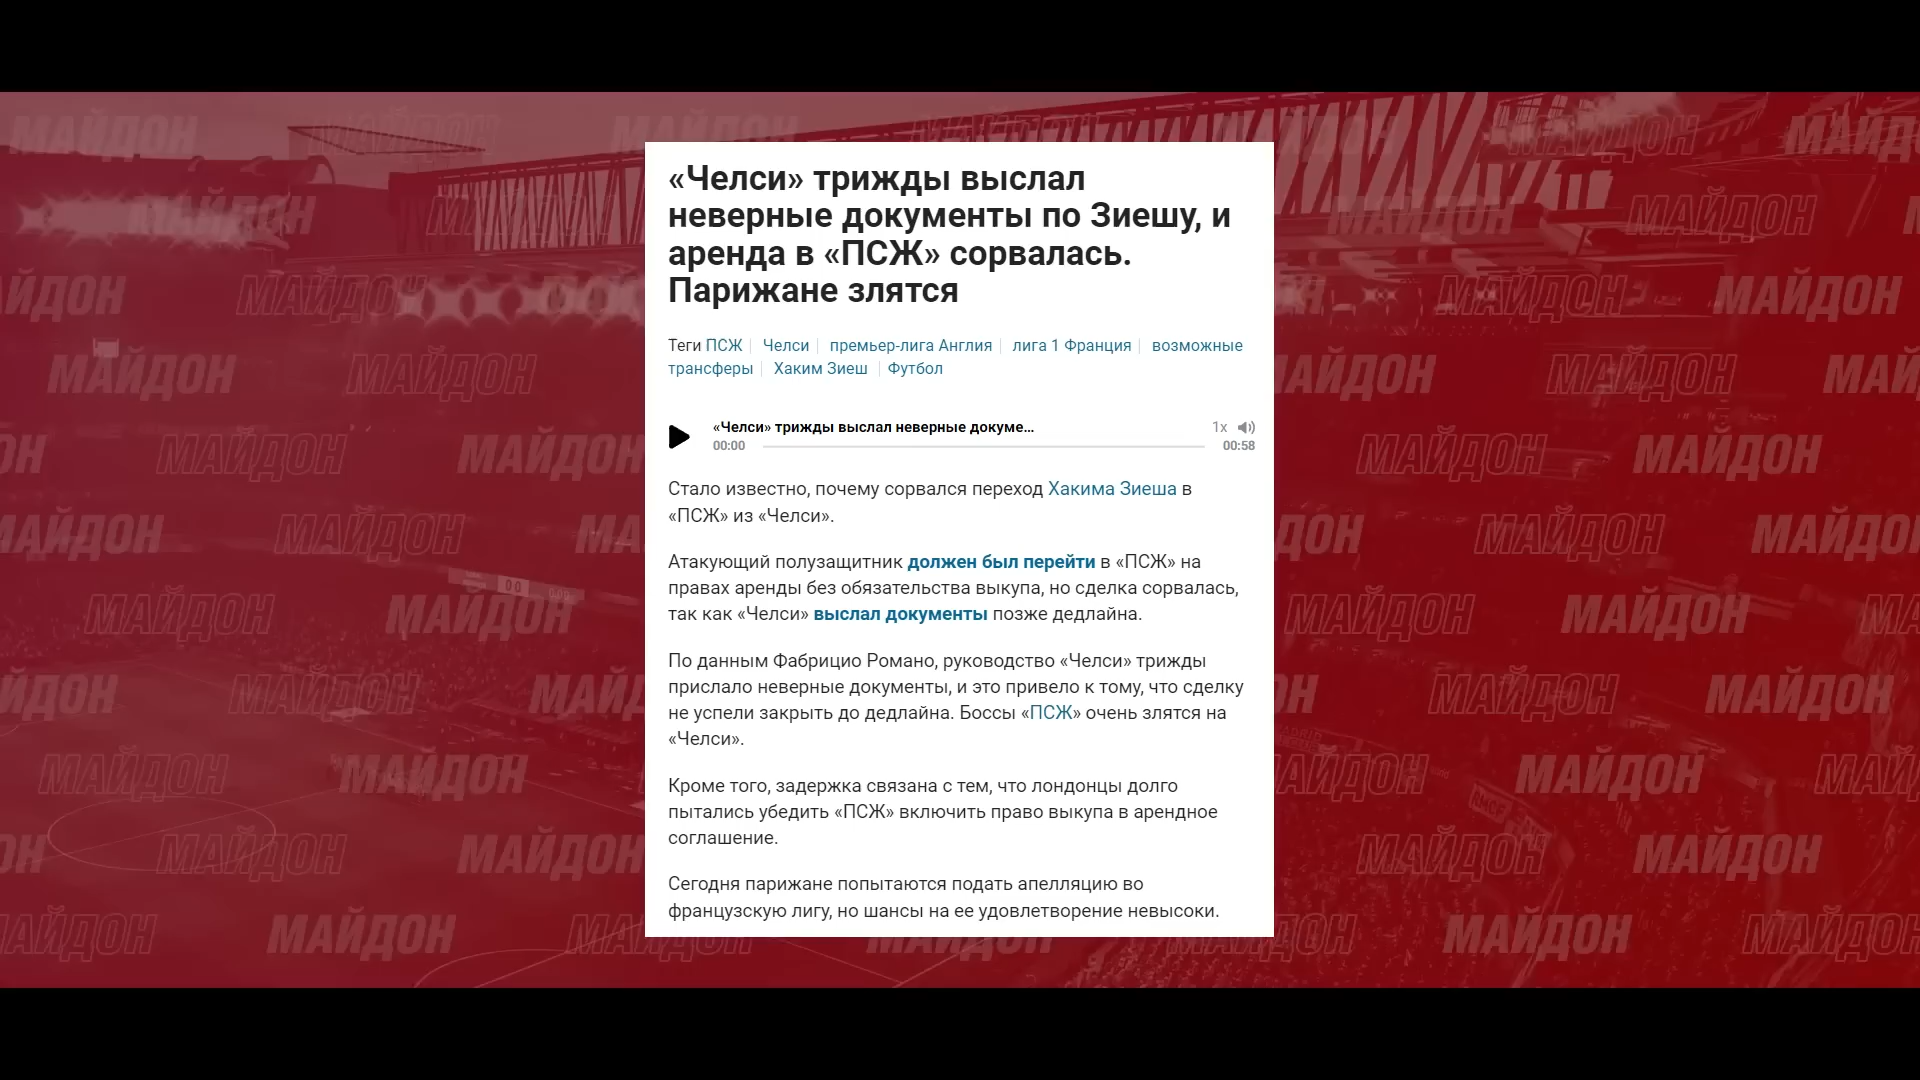 «Челси» трижды выслал
неверные документы по Зиешу, и
аренда в «ПСЖ» сорвалась.
Парижане злятся
Теги ПСЖ Челси премьер-лига Англия лига 1 Франция возможные
трансферы Хаким Зиеш Футбол
«Челси» трижды выслал неверные докуме... 1x
00:00 00:58
Стало известно, почему сорвался переход Хакима Зиеша в
«ПСЖ» из «Челси».
Атакующий полузащитник должен был перейти в «ПСЖ» на
правах аренды без обязательства выкупа, но сделка сорвалась,
так как «Челси» выслал документы позже дедлайна.
По данным Фабрицио Романо, руководство «Челси» трижды
прислало неверные документы, и это привело к тому, что сделку
не успели закрыть до дедлайна. Боссы «ПСЖ» очень злятся на
«Челси».
Кроме того, задержка связана с тем, что лондонцы долго
пытались убедить «ПСЖ» включить право выкупа в арендное
соглашение.
Сегодня парижане попытаются подать апелляцию во
французскую лигу, но шансы на ее удовлетворение невысоки.
МАЙДОН